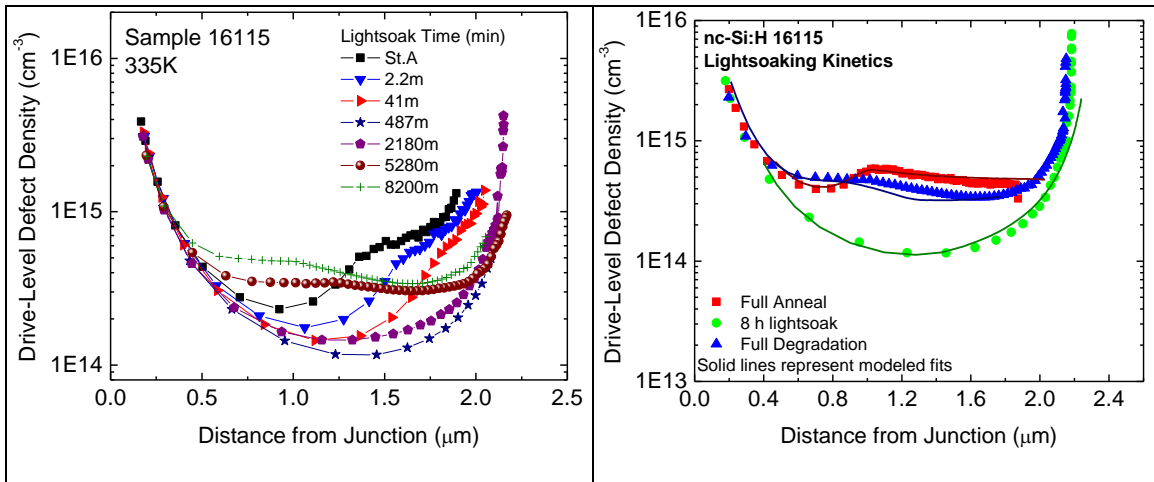 Sample 16115
335K
Lightsoak Time (min)
St.A
2.2m
41m
487m
2180m
5280m
8200m
1E16
1E15
1E14
Drive-Level Defect Density (cm⁻³)
0.0 0.5 1.0 1.5 2.0 2.5
Distance from Junction (μm)
nc-Si:H 16115
Lightsoaking Kinetics
1E16
1E15
1E14
1E13
Drive-Level Defect Density (cm⁻³)
Full Anneal
8 h lightsoak
Full Degradation
Solid lines represent modeled fits
0.0 0.4 0.8 1.2 1.6 2.0 2.4
Distance from Junction (μm)